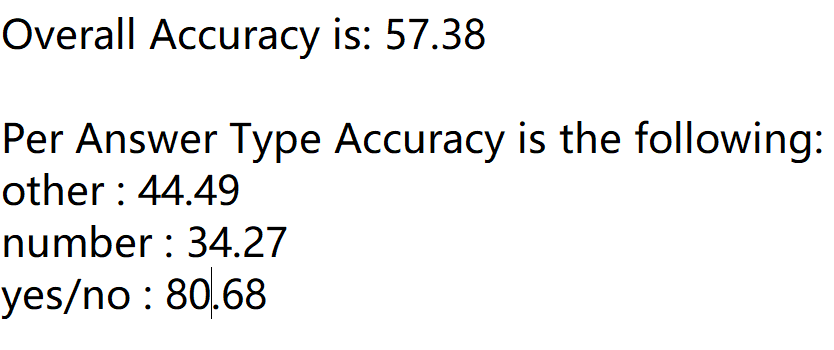 Overall Accuracy is: 57.38
Per Answer Type Accuracy is the following:
other : 44.49
number : 34.27
yes/no : 80.68